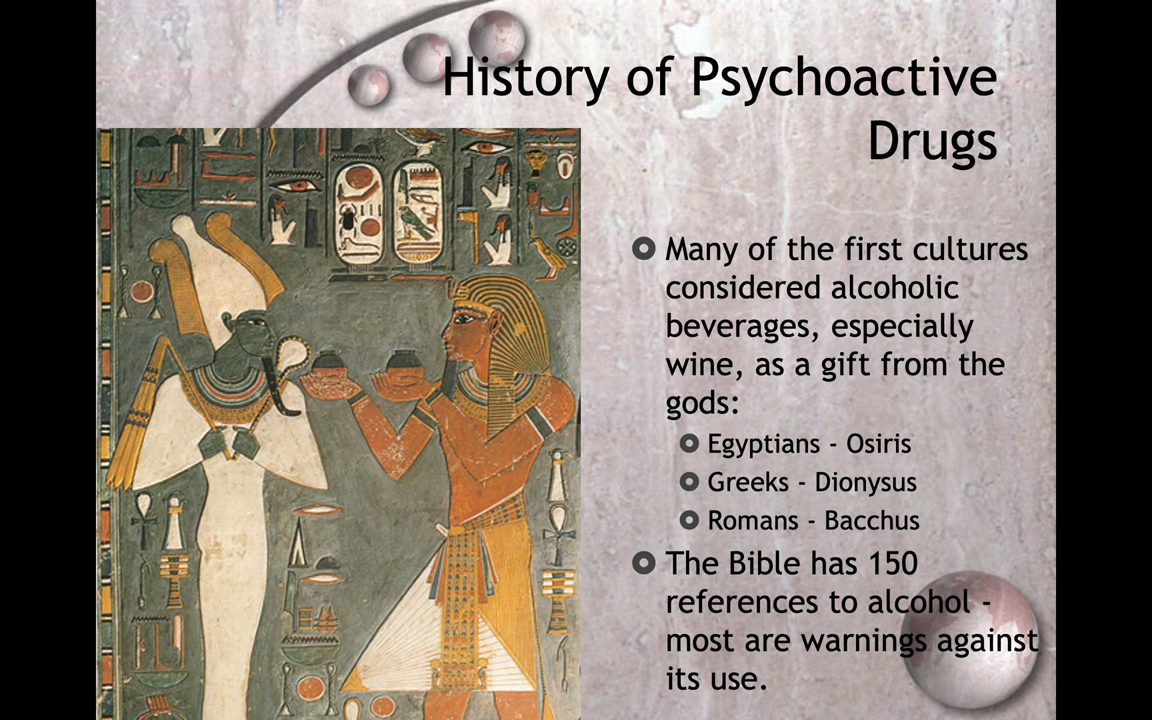 History of Psychoactive
Drugs
Many of the first cultures
considered alcoholic
beverages, especially
wine, as a gift from the
gods:
Egyptians - Osiris
Greeks - Dionysus
Romans - Bacchus
The Bible has 150
references to alcohol -
most are warnings against
its use.